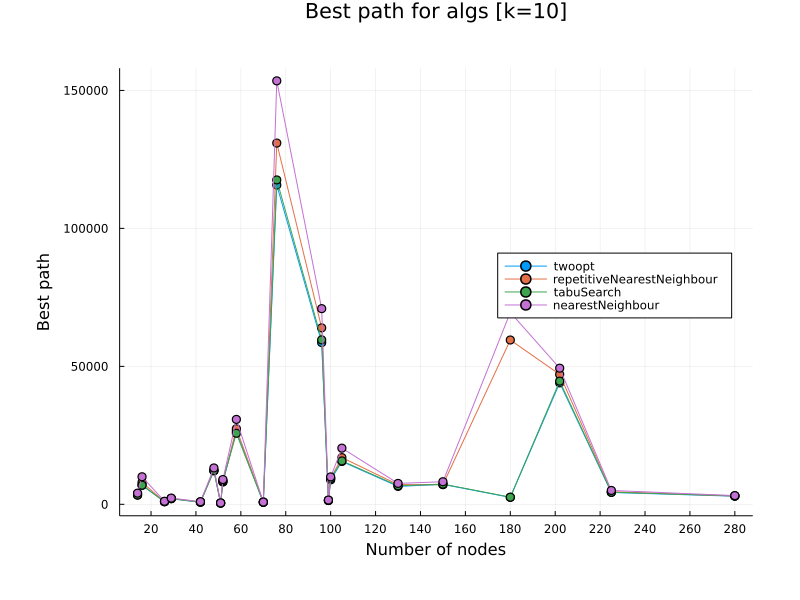 Best path for algs [k=10]
150000
100000
50000
0
Best path
twoopt
repetitiveNearestNeighbour
tabuSearch
nearestNeighbour
20 40 60 80 100 120 140 160 180 200 220 240 260 280
Number of nodes